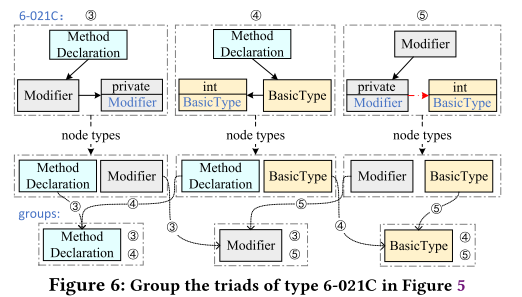 6-021C: ③ ④ ⑤
Method
Declaration
Modifier
private
Modifier
Method
Declaration
int
BasicType
BasicType
Modifier
private
Modifier
int
BasicType
node types
node types
node types
Method
Declaration
Modifier
Method
Declaration
BasicType
Modifier
BasicType
③ ④ ③ ⑤ ④ ⑤
groups:
Method
Declaration
③
④
Modifier
③
⑤
BasicType
④
⑤
Figure 6: Group the triads of type 6-021C in Figure 5